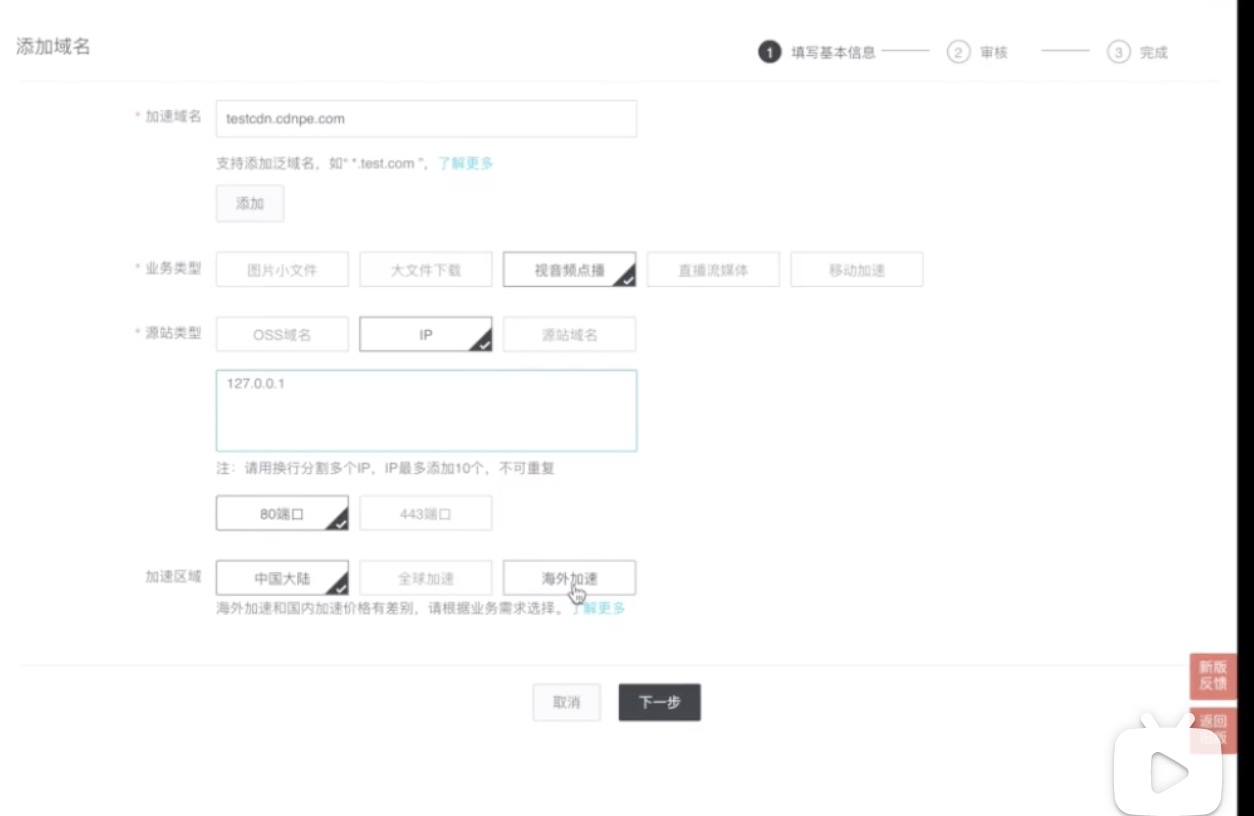 添加域名
1 填写基本信息 2 审核 3 完成
* 加速域名 testcdn.cdnpe.com
支持添加泛域名，如“ *.test.com ”，了解更多
添加
* 业务类型 图片小文件 大文件下载 视音频点播 直播流媒体 移动加速
* 源站类型 OSS域名 IP 源站域名
127.0.0.1
注：请用换行分割多个IP，IP最多添加10个，不可重复
80端口 443端口
加速区域 中国大陆 全球加速 海外加速
海外加速和国内加速价格有差别，请根据业务需求选择。了解更多
新版
反馈
取消 下一步
返回
旧版